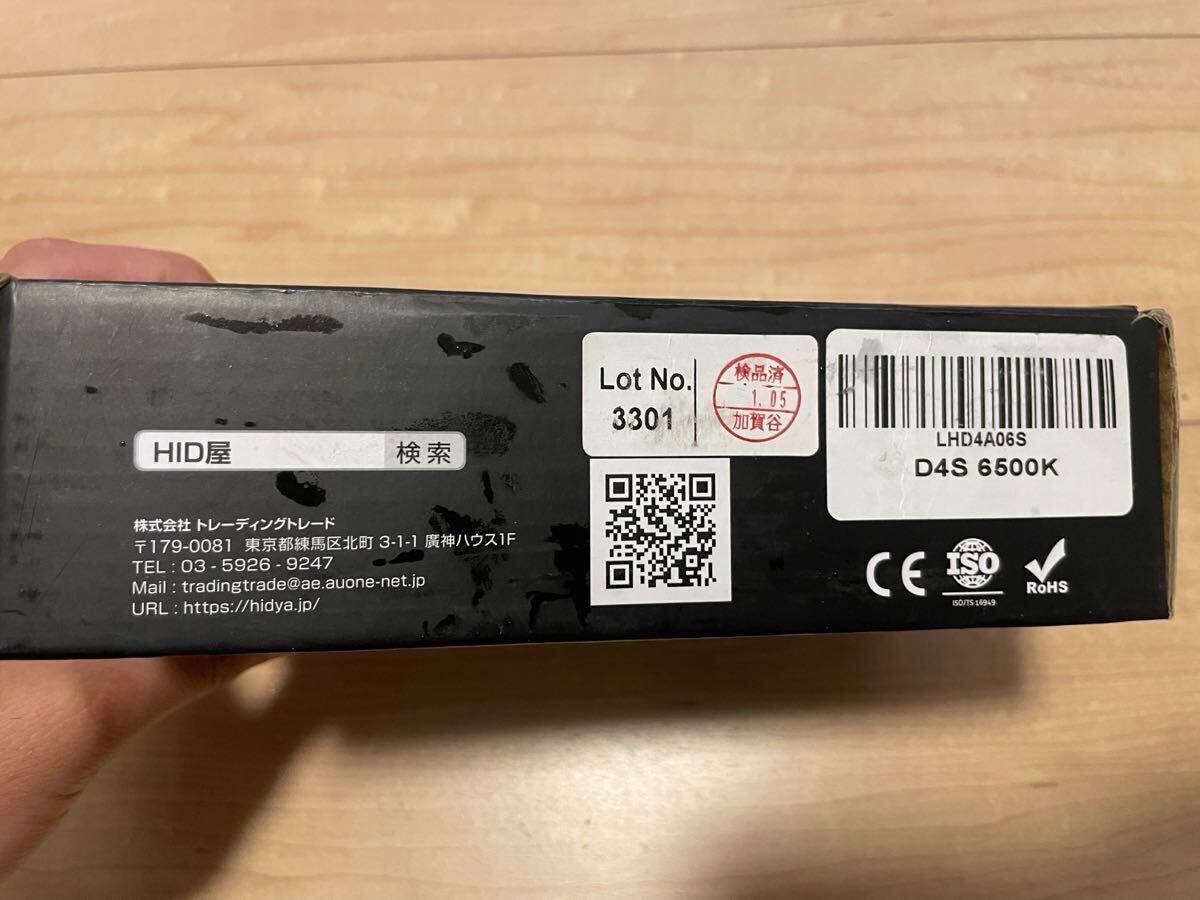 HID屋 検索
株式会社 トレーディングトレード
〒179-0081 東京都練馬区北町 3-1-1 廣神ハウス1F
TEL : 03 - 5926 - 9247
Mail : tradingtrade@ae.auone-net.jp
URL : https://hidya.jp/
Lot No.
3301
検品済
1.05
加賀谷
LHD4A06S
D4S 6500K
CE
ISO
ISO/TS 16949
RoHS